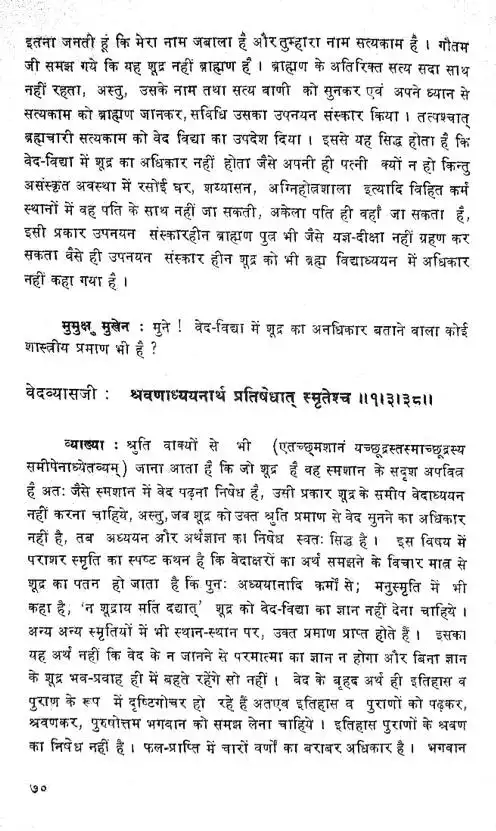 इतना जनती हूं कि मेरा नाम जबाला है और तुम्हारा नाम सत्यकाम है । गौतम
जी समझ गये कि यह शूद्र नहीं ब्राह्मण है । ब्राह्मण के अतिरिक्त सत्य सदा साथ
नहीं रहता, अस्तु, उसके नाम तथा सत्य वाणी को सुनकर एवं अपने ध्यान से
सत्यकाम को ब्राह्मण जानकर, सविधि उसका उपनयन संस्कार किया । तत्पश्चात्
ब्रह्मचारी सत्यकाम को वेद विद्या का उपदेश दिया । इससे यह सिद्ध होता है कि
वेद-विद्या में शूद्र का अधिकार नहीं होता जैसे अपनी ही पत्नी क्यों न हो किन्तु
असंस्कृत अवस्था में रसोई घर, शय्यासन, अग्निहोत्रशाला इत्यादि विहित कर्म
स्थानों में वह पति के साथ नहीं जा सकती, अकेला पति ही वहाँ जा सकता है,
इसी प्रकार उपनयन संस्कारहीन ब्राह्मण पुत्र भी जैसे यज्ञ-दीक्षा नहीं ग्रहण कर
सकता वैसे ही उपनयन संस्कार हीन शूद्र को भी ब्रह्म विद्याध्ययन में अधिकार
नहीं कहा गया है ।
मुमुक्षु मुखेन : मुने ! वेद-विद्या में शूद्र का अनधिकार बताने वाला कोई
शास्त्रीय प्रमाण भी है ?
वेदव्यासजी : श्रवणाध्ययनार्थ प्रतिषेधात् स्मृतेश्च ॥१।३।३८॥
व्याख्या : श्रुति वाक्यों से भी (एतच्छ्मशानं यच्छूद्रस्तस्माच्छूद्रस्य
समीपेनाध्येतव्यम्) जाना आता है कि जो शूद्र है वह स्मशान के सदृश अपवित्र
है अतः जैसे स्मशान में वेद पढ़ना निषेध है, उसी प्रकार शूद्र के समीप वेदाध्ययन
नहीं करना चाहिये, अस्तु, जब शूद्र को उक्त श्रुति प्रमाण से वेद सुनने का अधिकार
नहीं है, तब अध्ययन और अर्थज्ञान का निषेध स्वतः सिद्ध है । इस विषय में
पराशर स्मृति का स्पष्ट कथन है कि वेदाक्षरों का अर्थ समझने के विचार मात्र से
शूद्र का पतन हो जाता है कि पुनः अध्ययानादि कर्मों से; मनुस्मृति में भी
कहा है, 'न शूद्राय मति दद्यात्' शूद्र को वेद-विद्या का ज्ञान नहीं देना चाहिये ।
अन्य अन्य स्मृतियों में भी स्थान-स्थान पर, उक्त प्रमाण प्राप्त होते हैं । इसका
यह अर्थ नहीं कि वेद के न जानने से परमात्मा का ज्ञान न होगा और बिना ज्ञान
के शूद्र भव-प्रवाह ही में बहते रहेंगे सो नहीं । वेद के बृहद अर्थ ही इतिहास व
पुराण के रूप में दृष्टिगोचर हो रहे हैं अतएव इतिहास व पुराणों को पढ़कर,
श्रवणकर, पुरुगोत्तम भगवान को समझ लेना चाहिये । इतिहास पुराणों के श्रवण
का निषेध नहीं है । फल-प्राप्ति में चारों वर्णों का बराबर अधिकार है । भगवान
७०